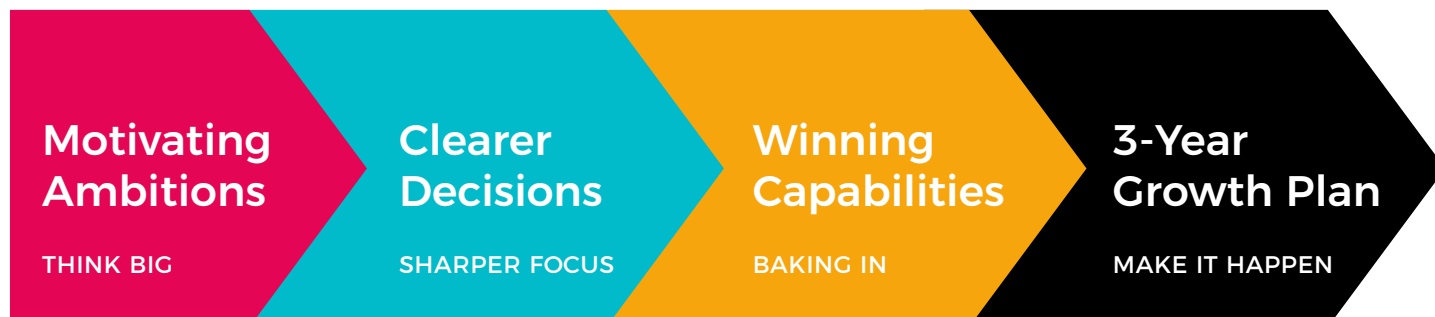 Motivating
Ambitions
THINK BIG
Clearer
Decisions
SHARPER FOCUS
Winning
Capabilities
BAKING IN
3-Year
Growth Plan
MAKE IT HAPPEN